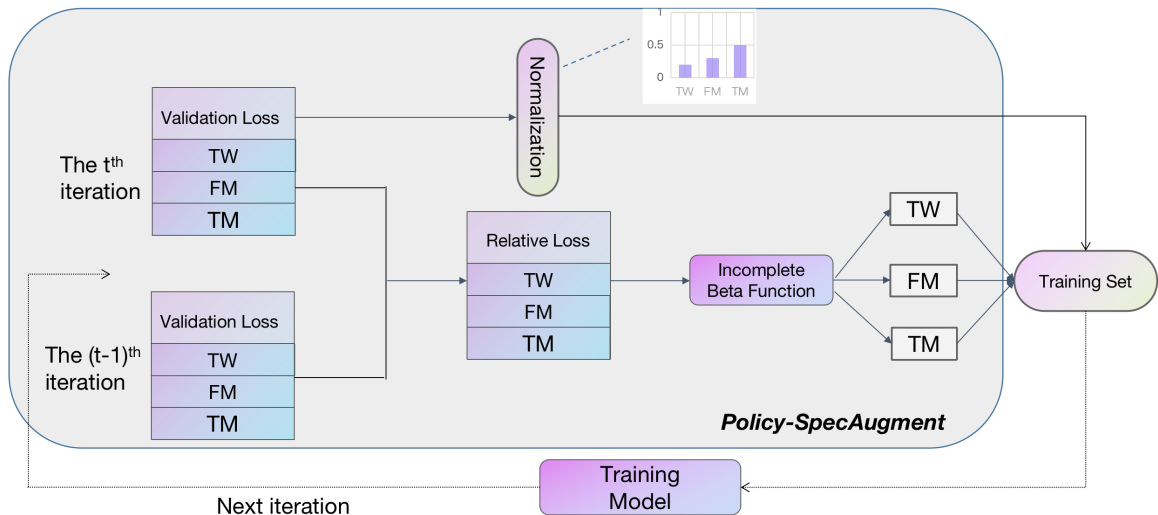 1
0.5
0
TW FM TM
Normalization
The tth
iteration
Validation Loss
TW
FM
TM
Relative Loss
TW
FM
TM
Incomplete
Beta Function
TW
FM
TM
Training Set
The (t-1)th
iteration
Validation Loss
TW
FM
TM
Policy-SpecAugment
Training
Model
Next iteration